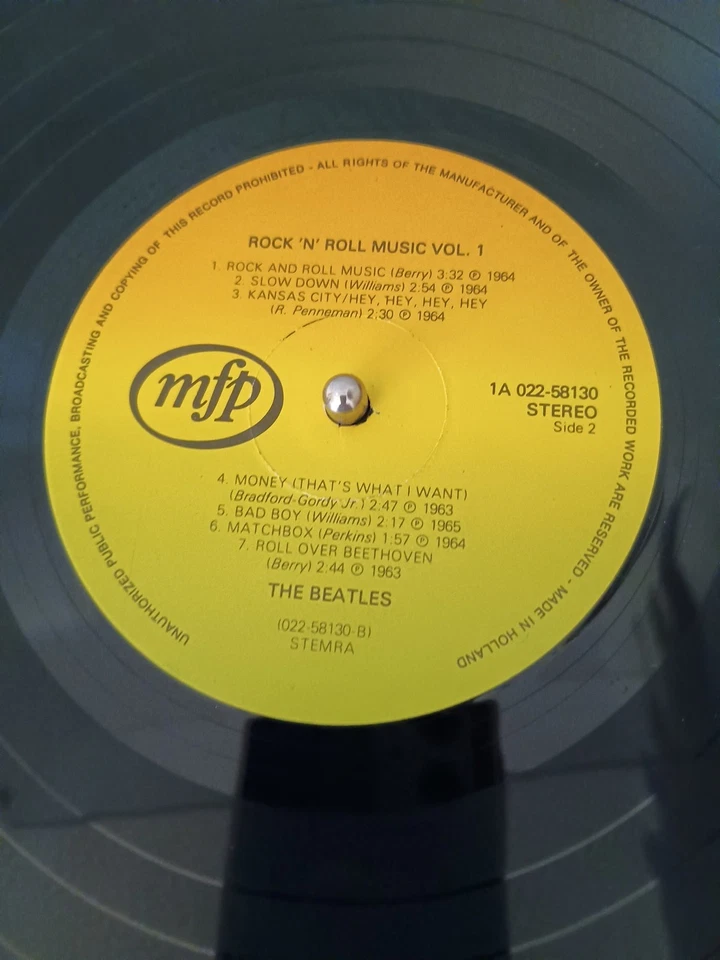 UNAUTHORIZED PUBLIC PERFORMANCE, BROADCASTING AND COPYING OF THIS RECORD PROHIBITED - ALL RIGHTS OF THE MANUFACTURER AND OF THE OWNER OF THE RECORDED WORK ARE RESERVED - MADE IN HOLLAND
ROCK 'N' ROLL MUSIC VOL. 1
1. ROCK AND ROLL MUSIC (Berry) 3:32 ℗ 1964
2. SLOW DOWN (Williams) 2:54 ℗ 1964
3. KANSAS CITY/HEY, HEY, HEY, HEY
(R. Penneman) 2:30 ℗ 1964
mfp
1A 022-58130
STEREO
Side 2
4. MONEY (THAT'S WHAT I WANT)
(Bradford-Gordy Jr.) 2:47 ℗ 1963
5. BAD BOY (Williams) 2:17 ℗ 1965
6. MATCHBOX (Perkins) 1:57 ℗ 1964
7. ROLL OVER BEETHOVEN
(Berry) 2:44 ℗ 1963
THE BEATLES
(022-58130-B)
STEMRA